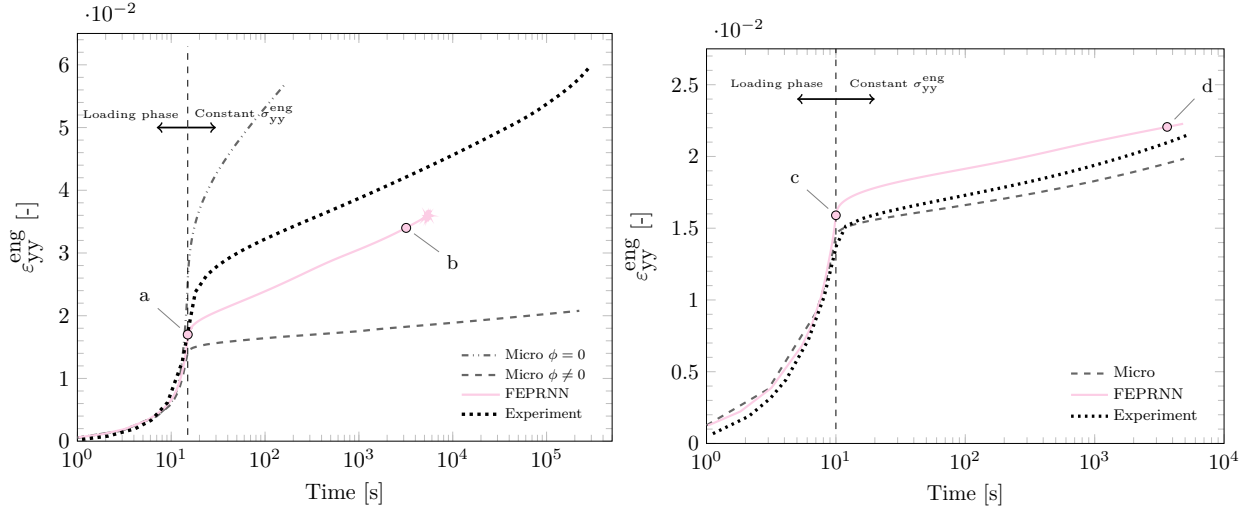 ·10⁻²
6
5
4
3
2
1
0
10⁰ 10¹ 10² 10³ 10⁴ 10⁵
Time [s]
ε_yy^eng [-]
Loading phase
Constant σ_yy^eng
a
b
Micro ϕ = 0
Micro ϕ ≠ 0
FEPRNN
Experiment
·10⁻²
2.5
2
1.5
1
0.5
0
10⁰ 10¹ 10² 10³ 10⁴
Time [s]
ε_yy^eng [-]
Loading phase
Constant σ_yy^eng
c
d
Micro
FEPRNN
Experiment